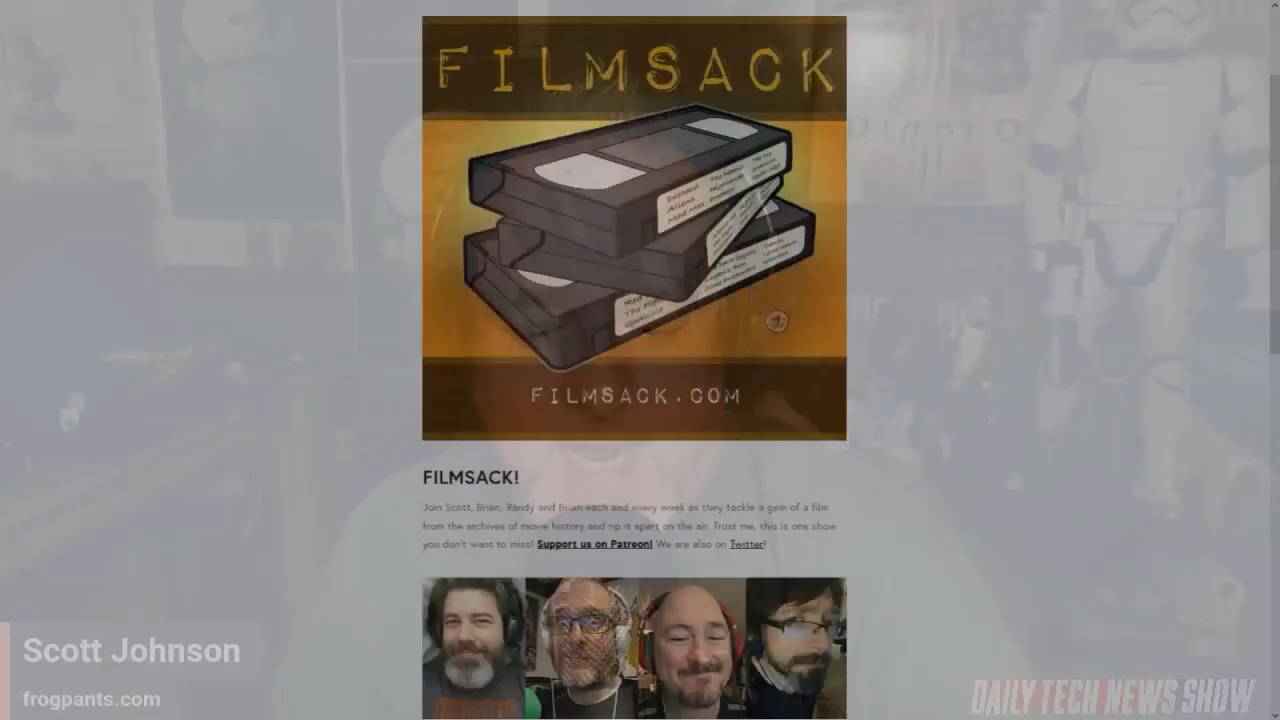 FILMSACK
FILMSACK.COM
FILMSACK!
Join Scott, Brian, Randy and Brian each and every week as they tackle a gem of a film
from the archives of movie history and rip it apart on the air. Trust me, this is one show
you don't want to miss! Support us on Patreon! We are also on Twitter!
Scott Johnson
frogpants.com
DAILY TECH NEWS SHOW